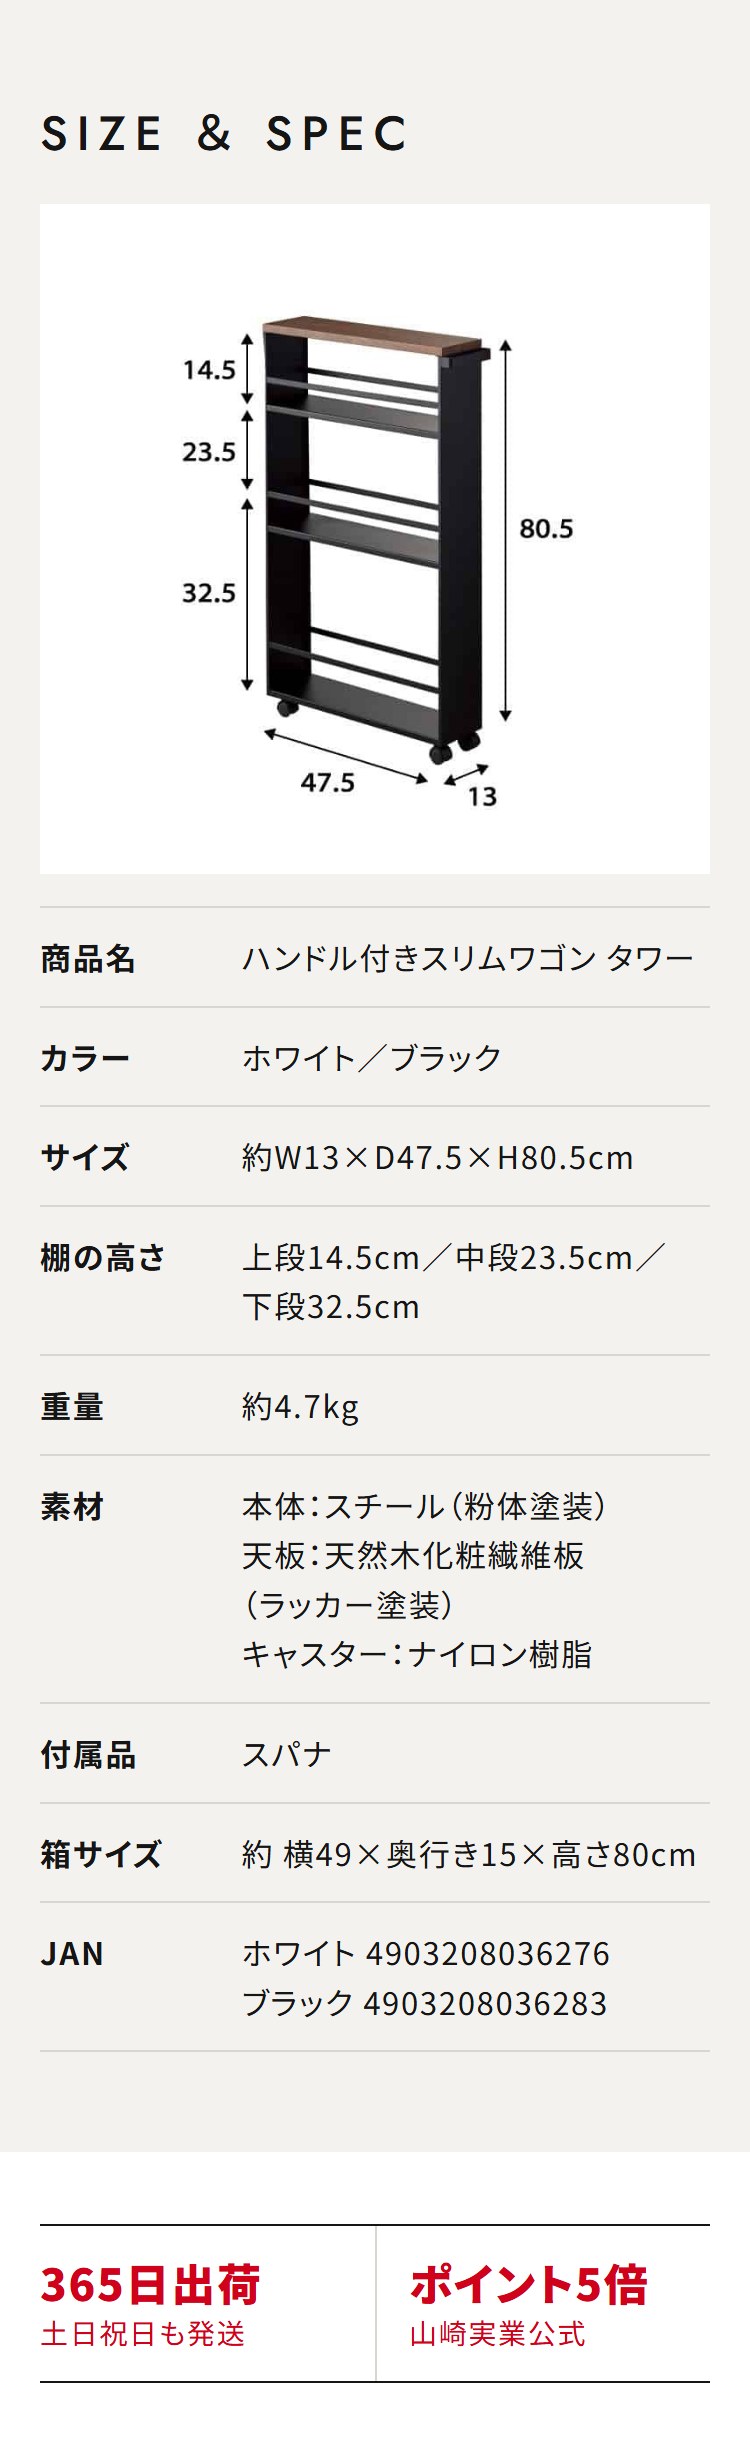 SIZE & SPEC
14.5
23.5
80.5
32.5
47.5
13
商品名 ハンドル付きスリムワゴン タワー
カラー ホワイト／ブラック
サイズ 約W13×D47.5×H80.5cm
棚の高さ 上段14.5cm／中段23.5cm／
下段32.5cm
重量 約4.7kg
素材 本体：スチール（粉体塗装）
天板：天然木化粧繊維板
（ラッカー塗装）
キャスター：ナイロン樹脂
付属品 スパナ
箱サイズ 約 横49×奥行き15×高さ80cm
JAN ホワイト 4903208036276
ブラック 4903208036283
365日出荷
土日祝日も発送
ポイント5倍
山崎実業公式